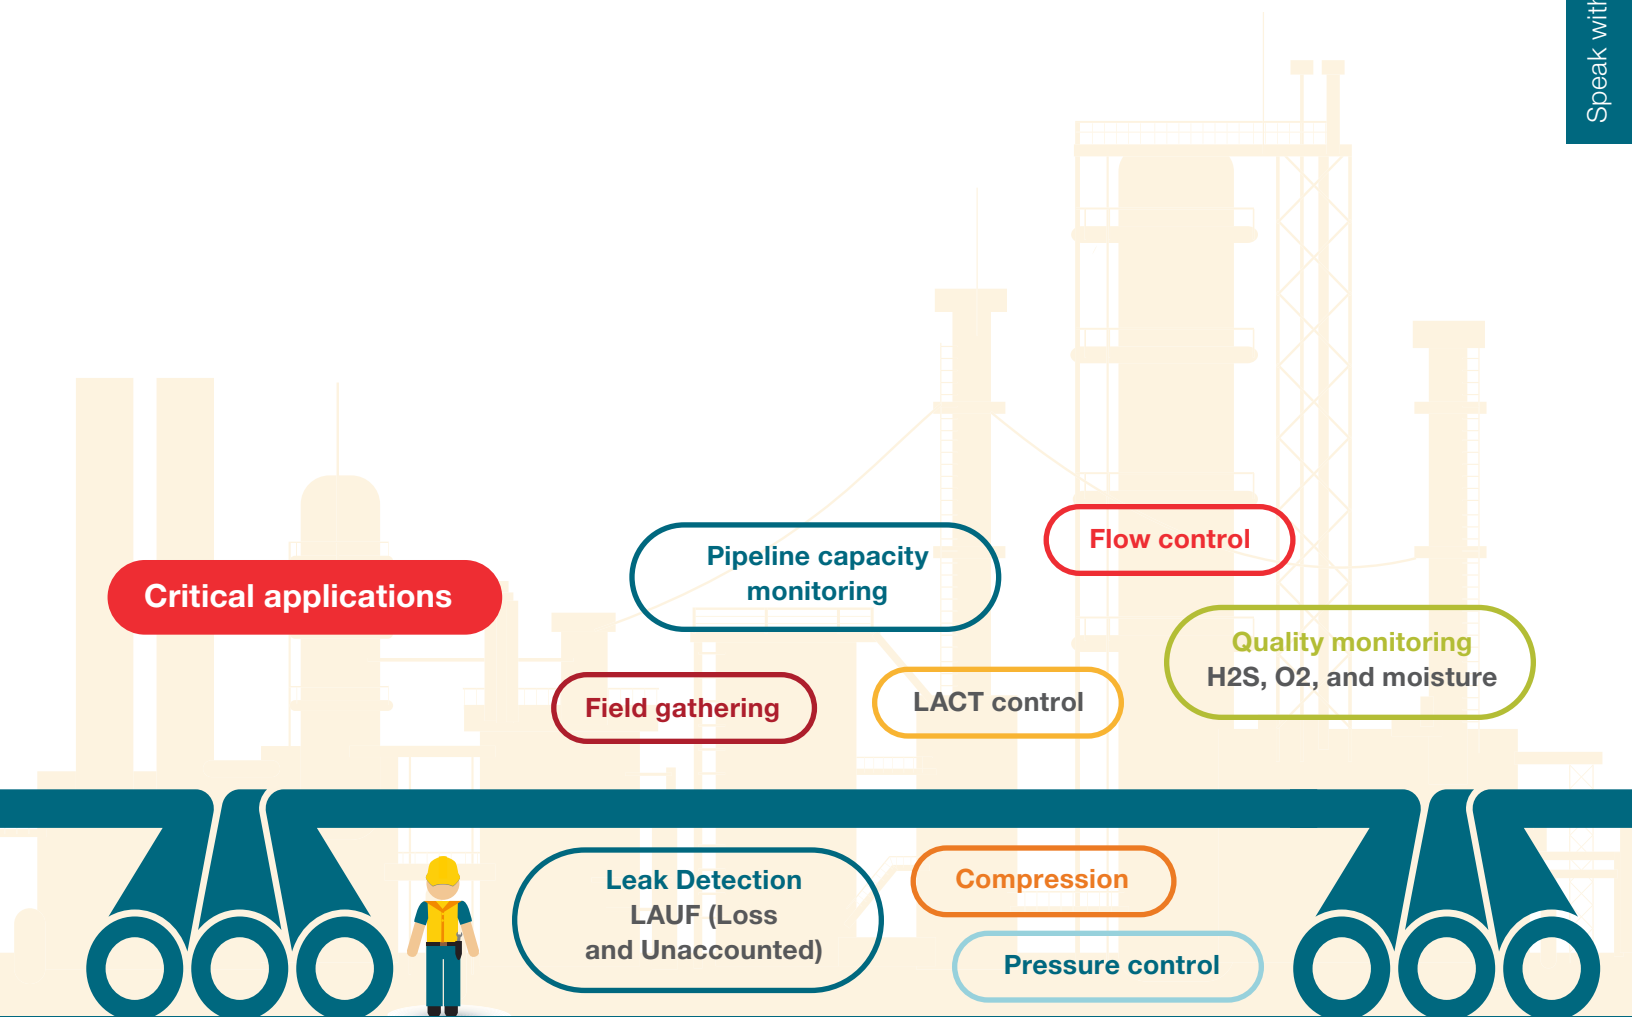 Speak with
Critical applications
Pipeline capacity
monitoring
Flow control
Quality monitoring
H2S, O2, and moisture
Field gathering
LACT control
Leak Detection
LAUF (Loss
and Unaccounted)
Compression
Pressure control